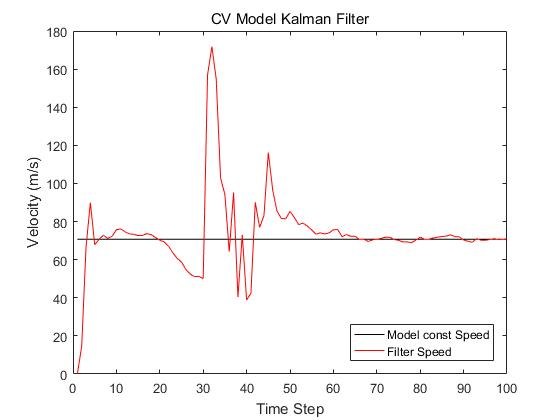 CV Model Kalman Filter
180
160
140
120
100
80
60
40
20
0
Velocity (m/s)
0 10 20 30 40 50 60 70 80 90 100
Time Step
Model const Speed
Filter Speed